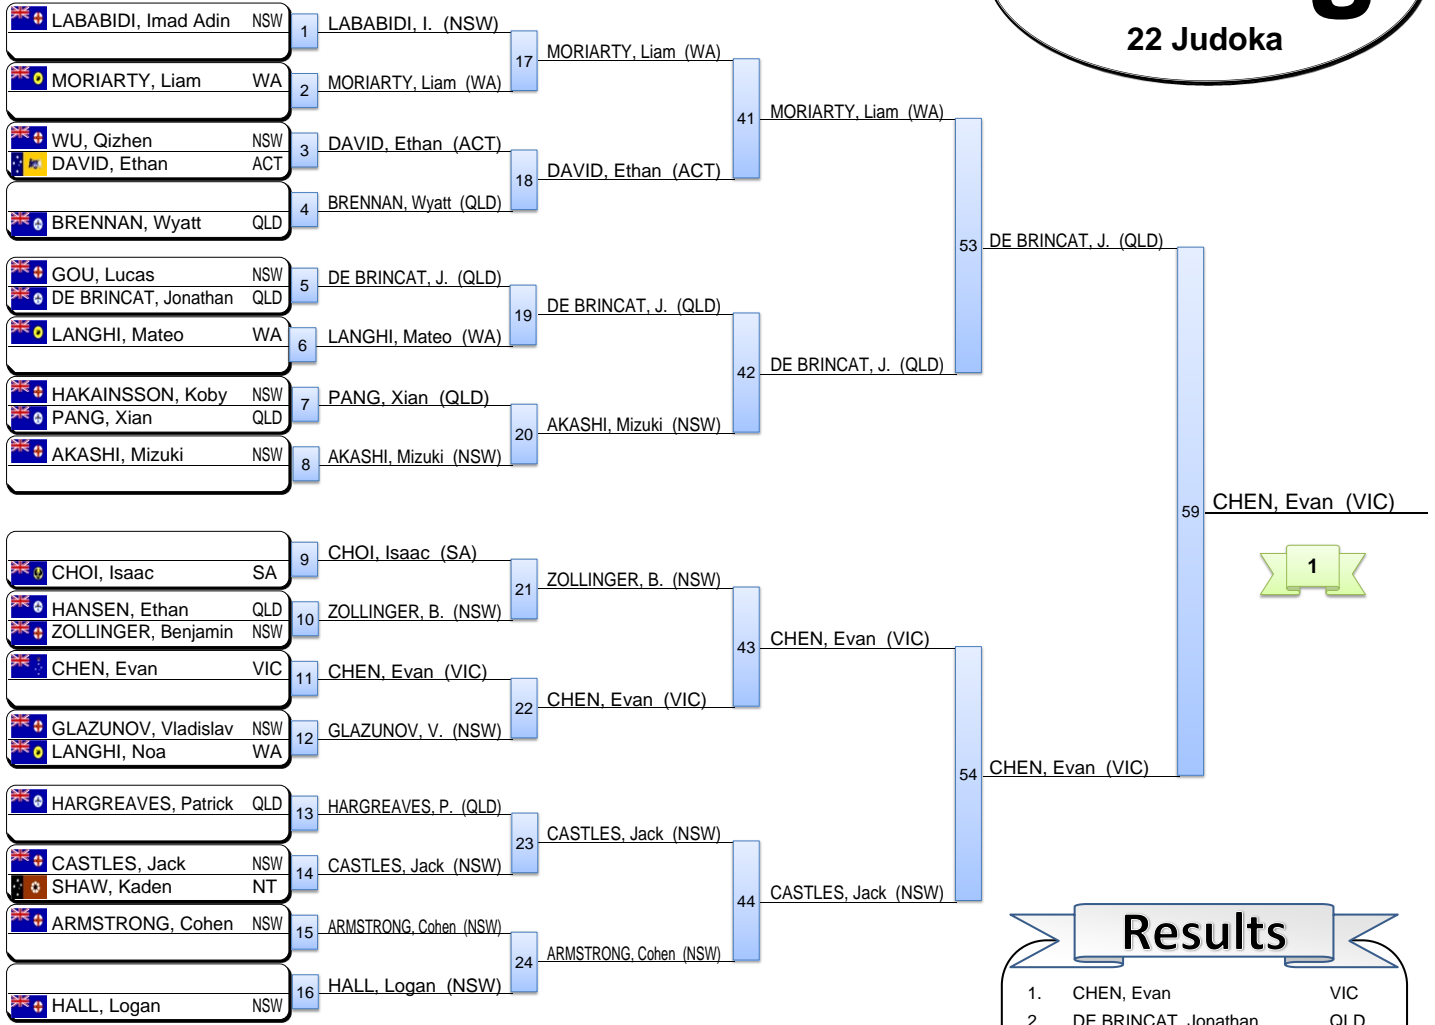 22 Judoka
LABABIDI, Imad Adin NSW
1
LABABIDI, I. (NSW)
MORIARTY, Liam WA
2
MORIARTY, Liam (WA)
17
MORIARTY, Liam (WA)
WU, Qizhen NSW
DAVID, Ethan ACT
3
DAVID, Ethan (ACT)
BRENNAN, Wyatt QLD
4
BRENNAN, Wyatt (QLD)
18
DAVID, Ethan (ACT)
41
MORIARTY, Liam (WA)
GOU, Lucas NSW
DE BRINCAT, Jonathan QLD
5
DE BRINCAT, J. (QLD)
LANGHI, Mateo WA
6
LANGHI, Mateo (WA)
19
DE BRINCAT, J. (QLD)
HAKAINSSON, Koby NSW
PANG, Xian QLD
7
PANG, Xian (QLD)
AKASHI, Mizuki NSW
8
AKASHI, Mizuki (NSW)
20
AKASHI, Mizuki (NSW)
42
DE BRINCAT, J. (QLD)
53
DE BRINCAT, J. (QLD)
CHOI, Isaac SA
9
CHOI, Isaac (SA)
HANSEN, Ethan QLD
ZOLLINGER, Benjamin NSW
10
ZOLLINGER, B. (NSW)
21
ZOLLINGER, B. (NSW)
CHEN, Evan VIC
11
CHEN, Evan (VIC)
GLAZUNOV, Vladislav NSW
LANGHI, Noa WA
12
GLAZUNOV, V. (NSW)
22
CHEN, Evan (VIC)
43
CHEN, Evan (VIC)
HARGREAVES, Patrick QLD
13
HARGREAVES, P. (QLD)
CASTLES, Jack NSW
SHAW, Kaden NT
14
CASTLES, Jack (NSW)
23
CASTLES, Jack (NSW)
ARMSTRONG, Cohen NSW
15
ARMSTRONG, Cohen (NSW)
HALL, Logan NSW
16
HALL, Logan (NSW)
24
ARMSTRONG, Cohen (NSW)
44
CASTLES, Jack (NSW)
54
CHEN, Evan (VIC)
59
CHEN, Evan (VIC)
1
Results
1. CHEN, Evan VIC
2. DE BRINCAT, Jonathan QLD